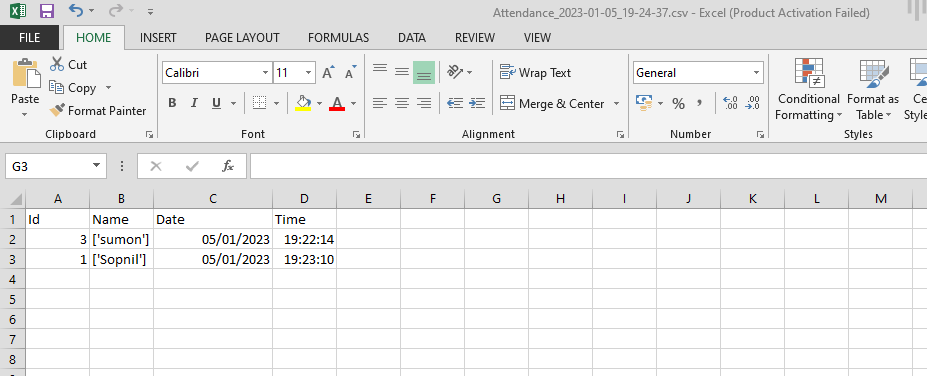 Attendance_2023-01-05_19-24-37.csv - Excel (Product Activation Failed)
FILE HOME INSERT PAGE LAYOUT FORMULAS DATA REVIEW VIEW
Paste
Cut
Copy
Format Painter
Clipboard
Calibri 11
B I U
Font
Wrap Text
Merge & Center
Alignment
General
%
Number
Conditional Formatting
Format as Table
Styles
G3
fx
A B C D E F G H I J K L M
1 Id Name Date Time
2 3 ['sumon'] 05/01/2023 19:22:14
3 1 ['Sopnil'] 05/01/2023 19:23:10
4
5
6
7
8